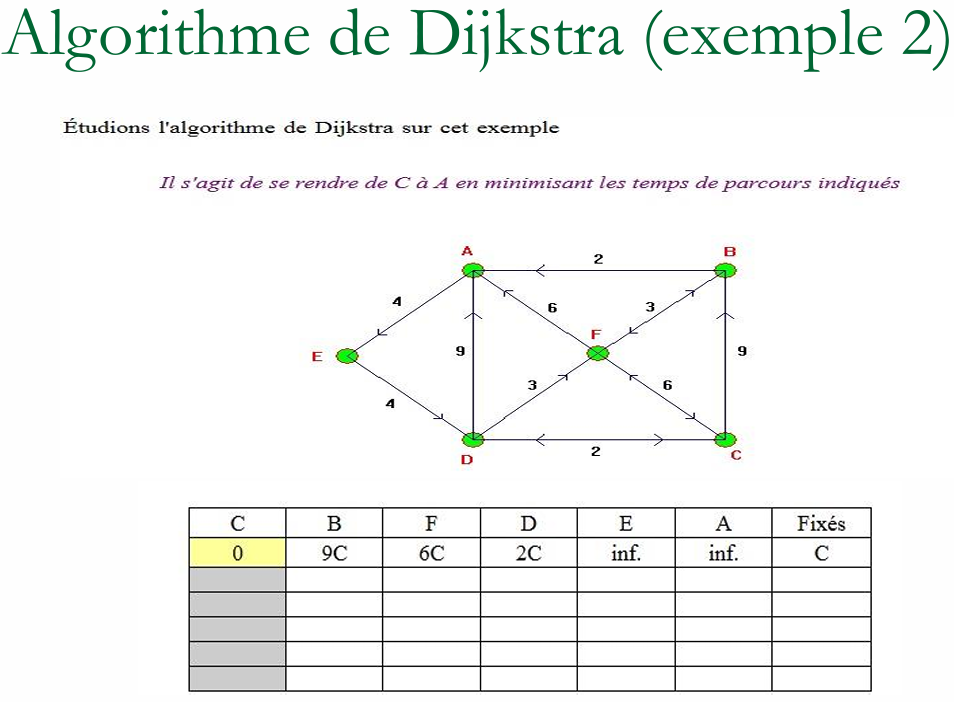 Algorithme de Dijkstra (exemple 2)
Étudions l'algorithme de Dijkstra sur cet exemple
Il s'agit de se rendre de C à A en minimisant les temps de parcours indiqués
A B
2
4 6 3
F
E 9 9
3 6
4
2
D C
C B F D E A Fixés
0 9C 6C 2C inf. inf. C